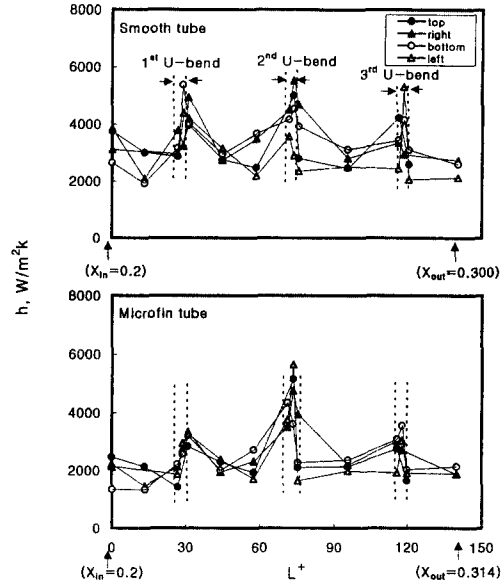 8000
Smooth tube
top
right
bottom
left
1st U-bend
2nd U-bend
3rd U-bend
6000
4000
2000
0
(Xin=0.2)
(Xout=0.300)
h, W/m²k
8000
Microfin tube
6000
4000
2000
0
0
30
60
90
120
150
(Xin=0.2)
L+
(Xout=0.314)